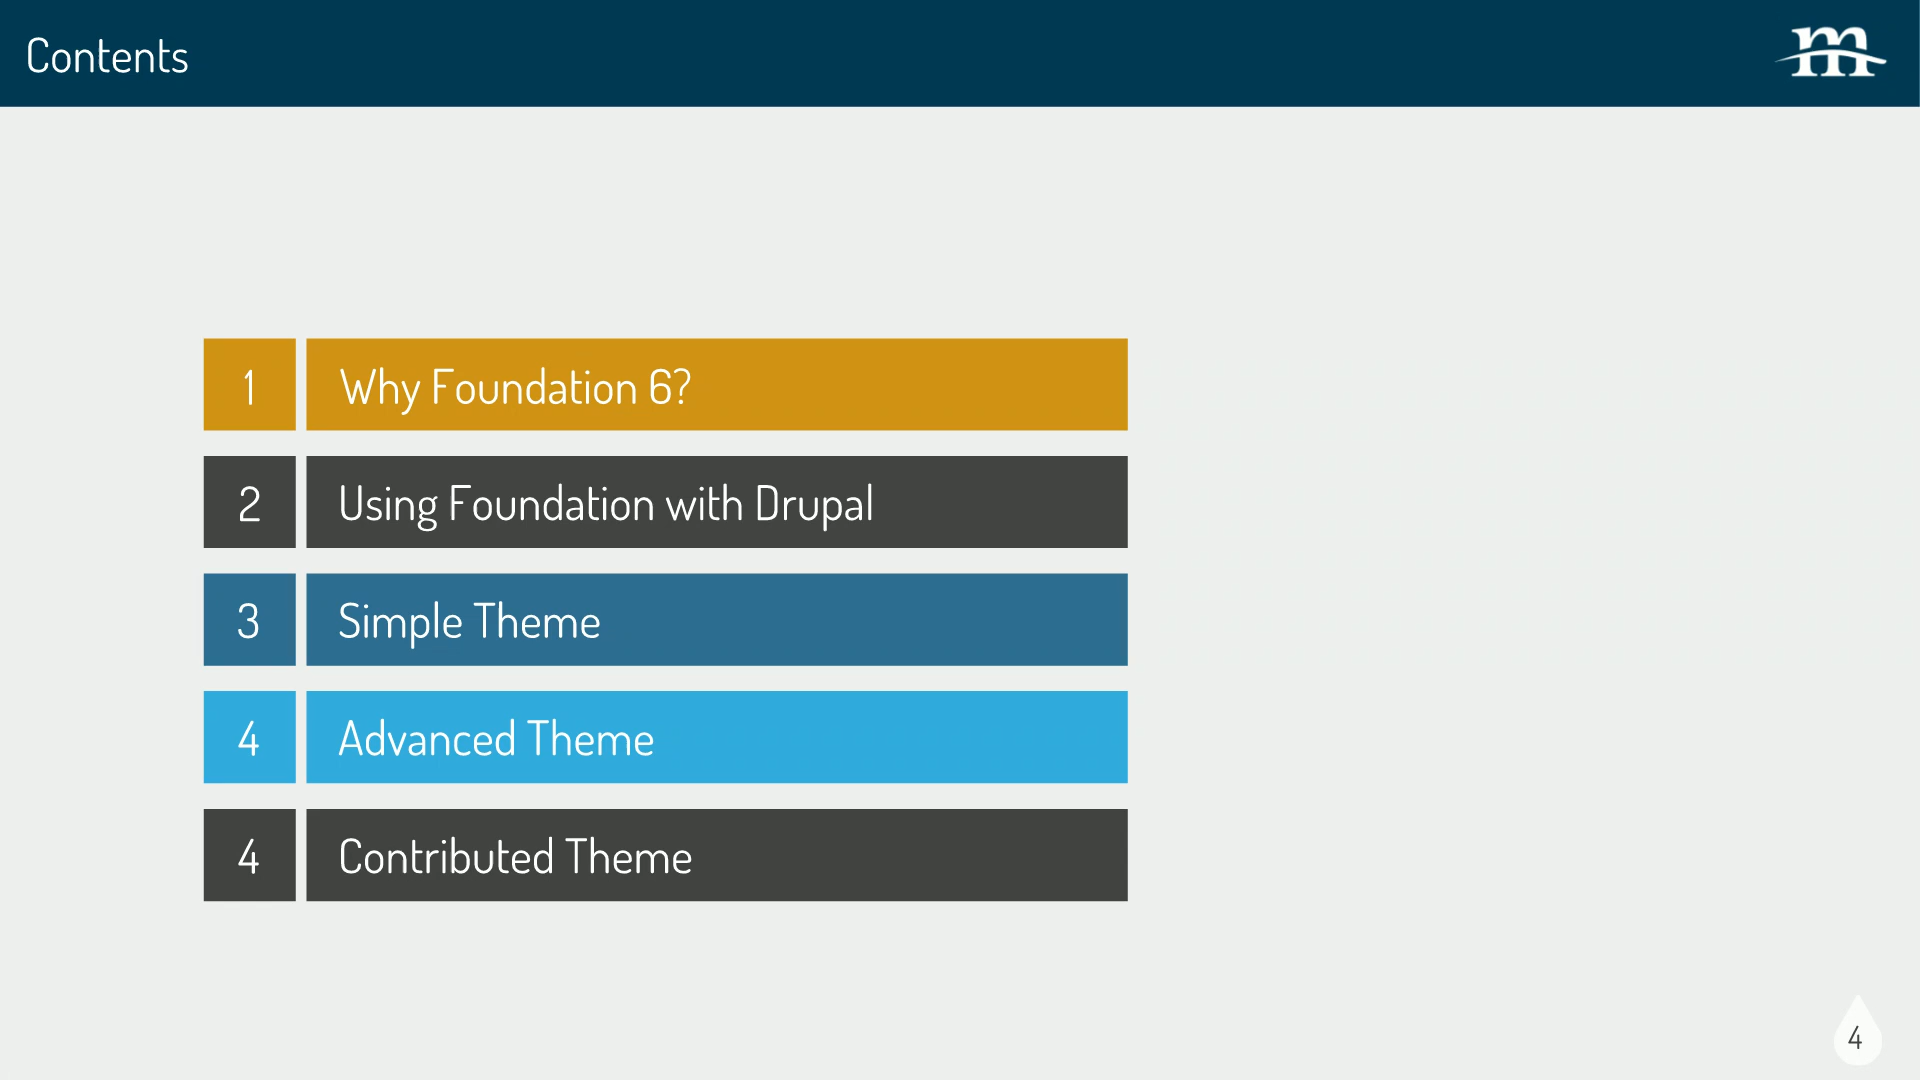 Contents
m
1 Why Foundation 6?
2 Using Foundation with Drupal
3 Simple Theme
4 Advanced Theme
4 Contributed Theme
4